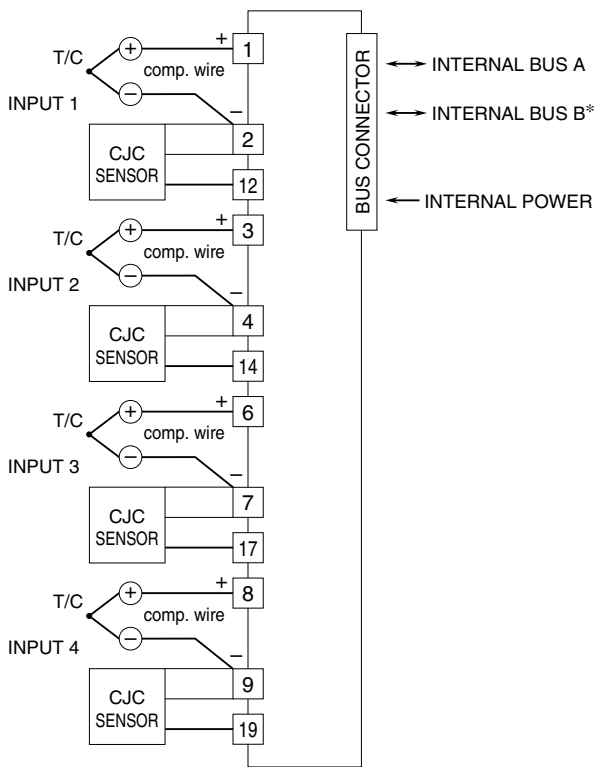 T/C
+
+
1
comp. wire
INPUT 1
−
−
2
CJC
SENSOR
12
T/C
+
+
3
comp. wire
INPUT 2
−
−
4
CJC
SENSOR
14
T/C
+
+
6
comp. wire
INPUT 3
−
−
7
CJC
SENSOR
17
T/C
+
+
8
comp. wire
INPUT 4
−
−
9
CJC
SENSOR
19
BUS CONNECTOR
INTERNAL BUS A
INTERNAL BUS B*
INTERNAL POWER